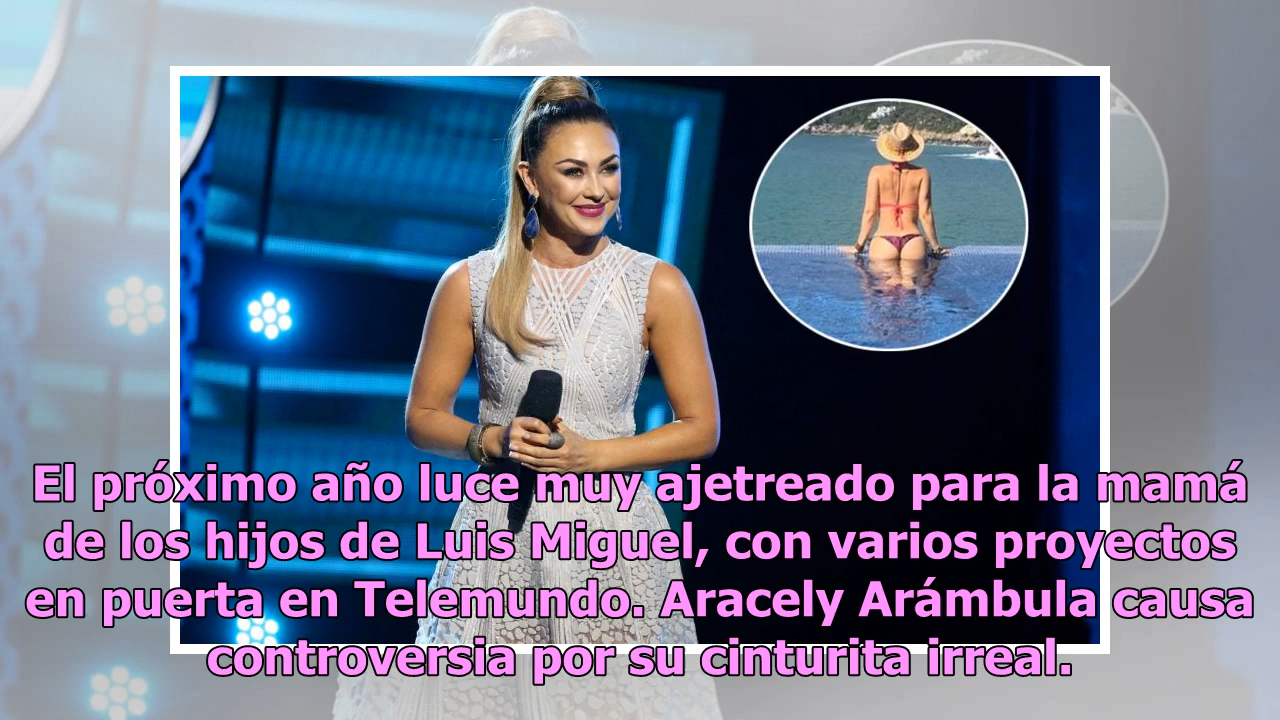 El próximo año luce muy ajetreado para la mamá
de los hijos de Luis Miguel, con varios proyectos
en puerta en Telemundo. Aracely Arámbula causa
controversia por su cinturita irreal.